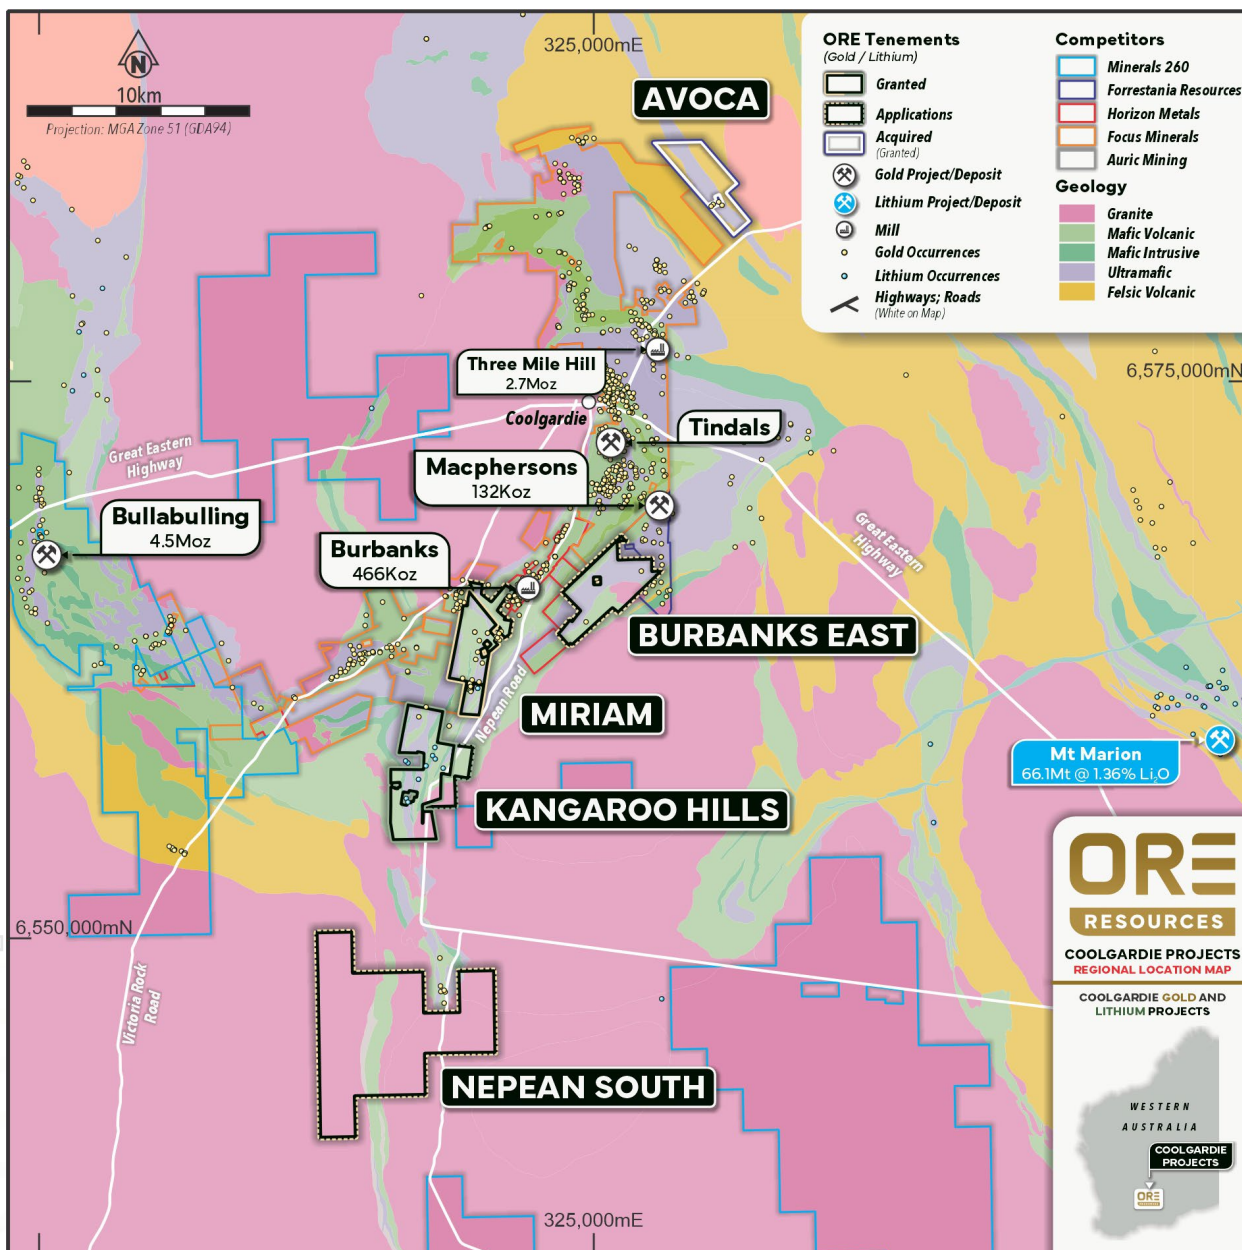 325,000mE
N
10km
Projection: MGA Zone 51 (GDA94)
AVOCA
ORE Tenements
(Gold / Lithium)
Granted
Applications
Acquired
(Granted)
Gold Project/Deposit
Lithium Project/Deposit
Mill
Gold Occurrences
Lithium Occurrences
Highways; Roads
(White on Map)
Competitors
Minerals 260
Forrestania Resources
Horizon Metals
Focus Minerals
Auric Mining
Geology
Granite
Mafic Volcanic
Mafic Intrusive
Ultramafic
Felsic Volcanic
6,575,000mN
Three Mile Hill
2.7Moz
Coolgardie
Tindals
Great Eastern
Highway
Macphersons
132Koz
Bullabulling
4.5Moz
Great Eastern
Highway
Burbanks
466Koz
BURBANKS EAST
Nepean Road
MIRIAM
Mt Marion
66.1Mt @ 1.36% Li₂O
KANGAROO HILLS
6,550,000mN
Victoria Rock
Road
NEPEAN SOUTH
325,000mE
ORE
RESOURCES
COOLGARDIE PROJECTS
REGIONAL LOCATION MAP
COOLGARDIE GOLD AND
LITHIUM PROJECTS
WESTERN
AUSTRALIA
COOLGARDIE
PROJECTS
ORE